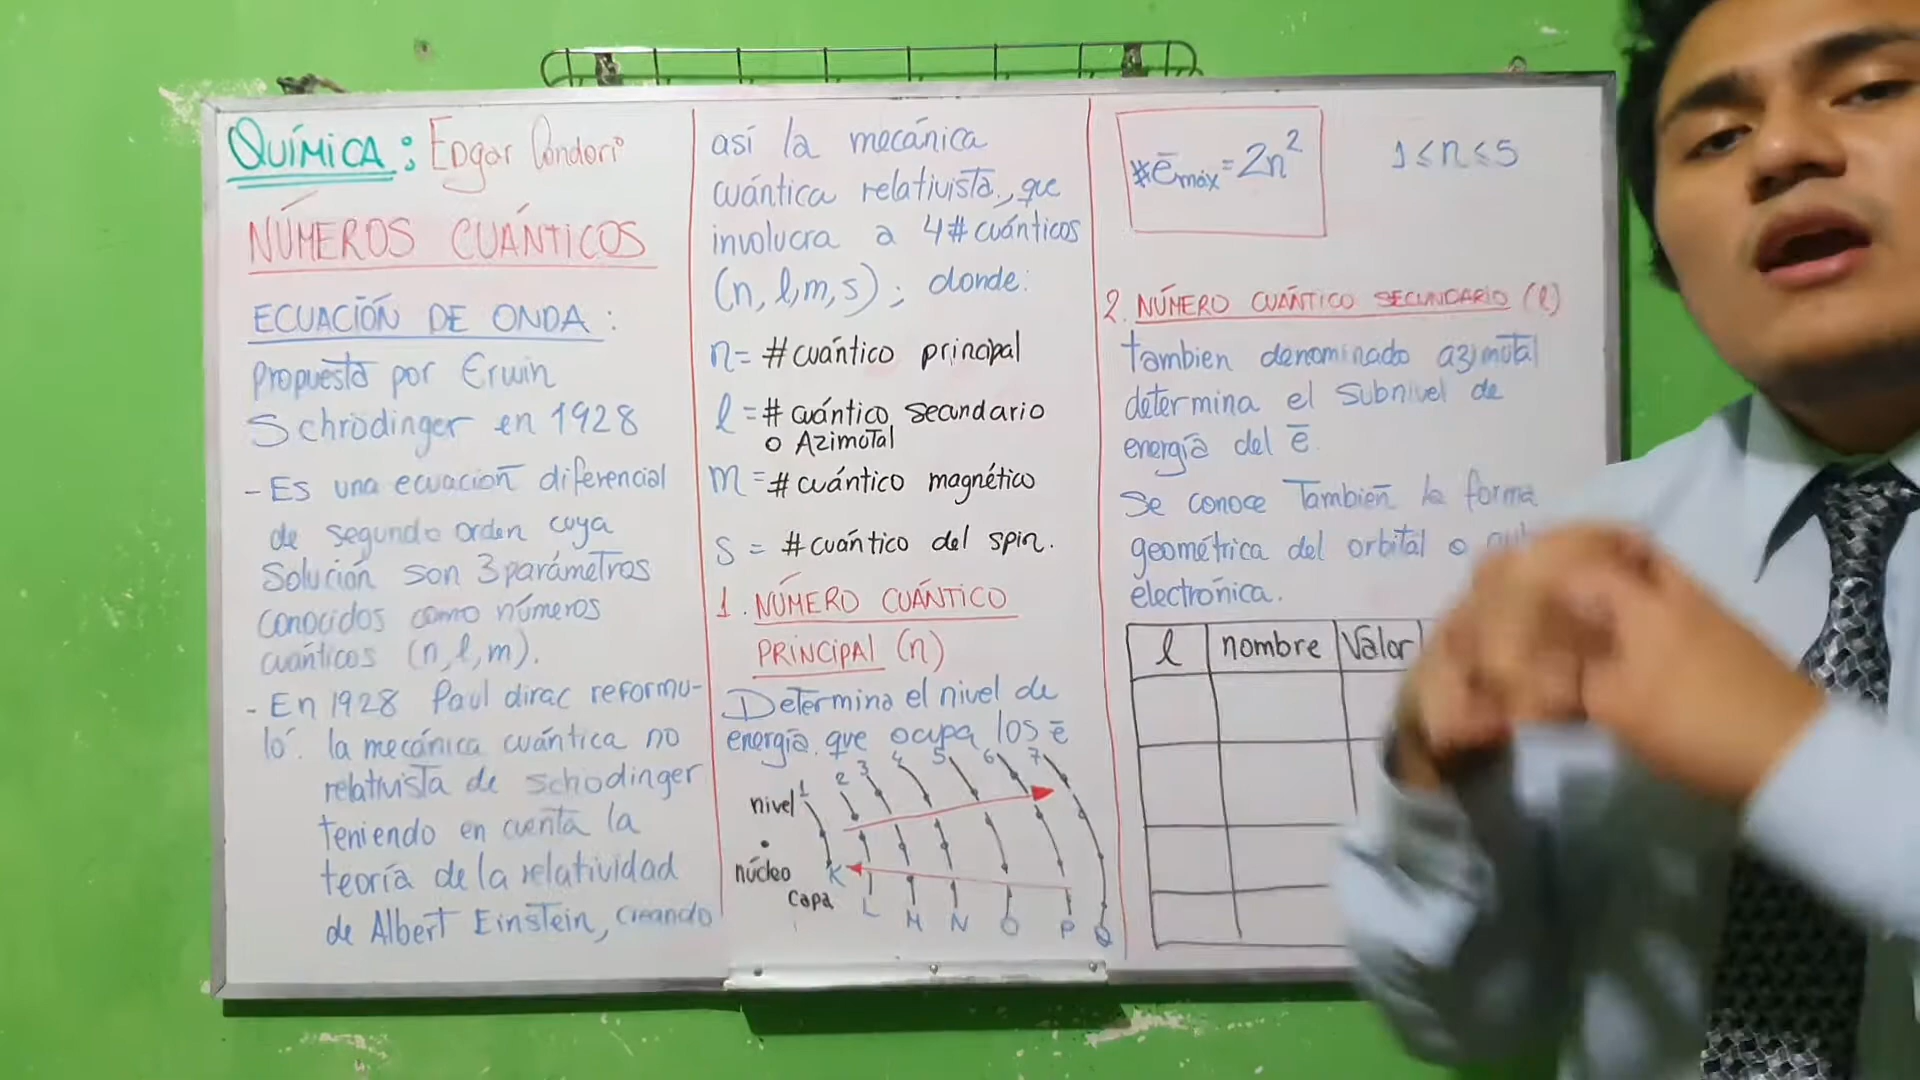 QUÍMICA: Edgar Condori
NÚMEROS CUÁNTICOS
ECUACIÓN DE ONDA:
Propuesta por Erwin
Schrodinger en 1928
- Es una ecuación diferencial
de segundo orden cuya
solución son 3 parámetros
conocidos como números
cuánticos (n, l, m).
- En 1928 Paul dirac reformu-
ló la mecánica cuántica no
relativista de schodinger
teniendo en cuenta la
teoría de la relatividad
de Albert Einstein, creando
así la mecánica
cuántica relativista, que
involucra a 4# cuánticos
(n, l, m, s); donde:
n = # cuántico principal
l = # cuántico secundario
o Azimotal
m = # cuántico magnético
s = # cuántico del spin.
1. NÚMERO CUÁNTICO
PRINCIPAL (n)
Determina el nivel de
energía que ocupa los ē
nivel 1 2 3 4 5 6 7
núcleo
capa K L M N O P Q
#ē máx = 2n²
1 ≤ n ≤ 5
2. NÚMERO CUÁNTICO SECUNDARIO (l)
tambien denominado azimutal
determina el subnivel de
energía del ē.
Se conoce También la forma
geométrica del orbital o
electrónica.
l nombre Valor